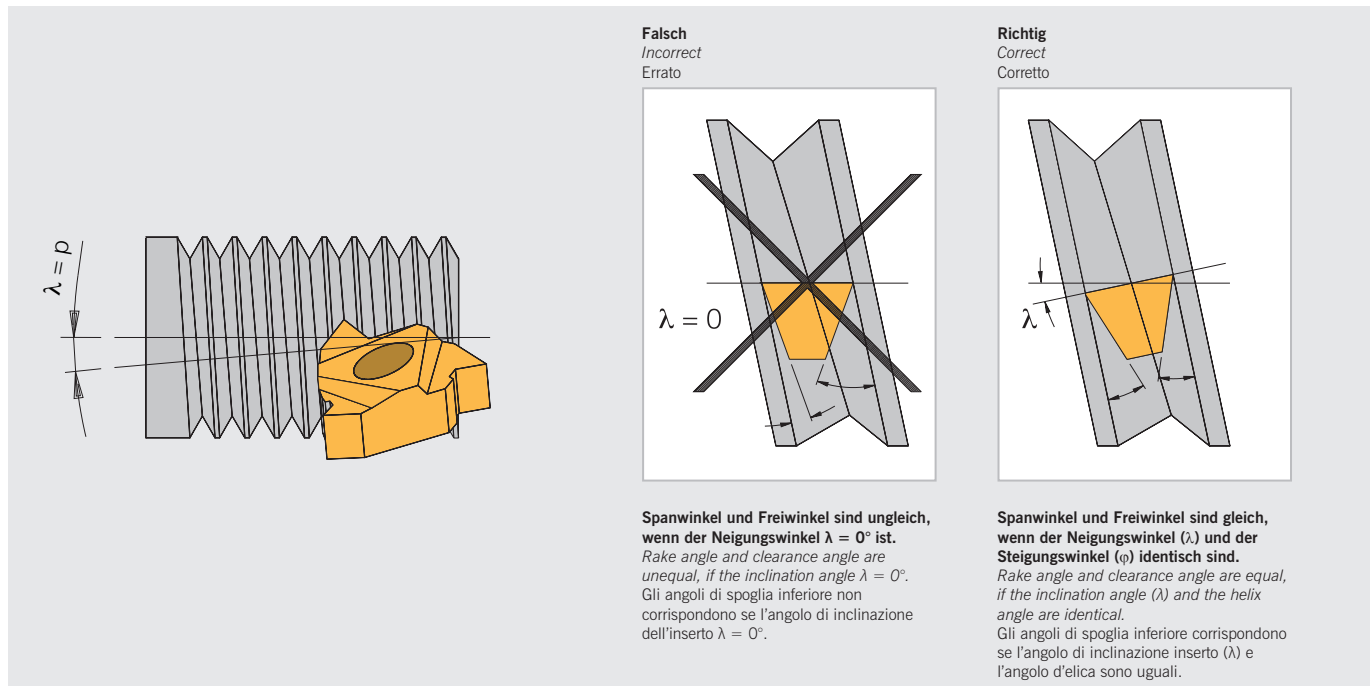 λ = p
Falsch
Incorrect
Errato
λ = 0
Spanwinkel und Freiwinkel sind ungleich,
wenn der Neigungswinkel λ = 0° ist.
Rake angle and clearance angle are
unequal, if the inclination angle λ = 0°.
Gli angoli di spoglia inferiore non
corrispondono se l’angolo di inclinazione
dell’inserto λ = 0°.
Richtig
Correct
Corretto
λ
Spanwinkel und Freiwinkel sind gleich,
wenn der Neigungswinkel (λ) und der
Steigungswinkel (φ) identisch sind.
Rake angle and clearance angle are equal,
if the inclination angle (λ) and the helix
angle are identical.
Gli angoli di spoglia inferiore corrispondono
se l’angolo di inclinazione inserto (λ) e
l’angolo d’elica sono uguali.